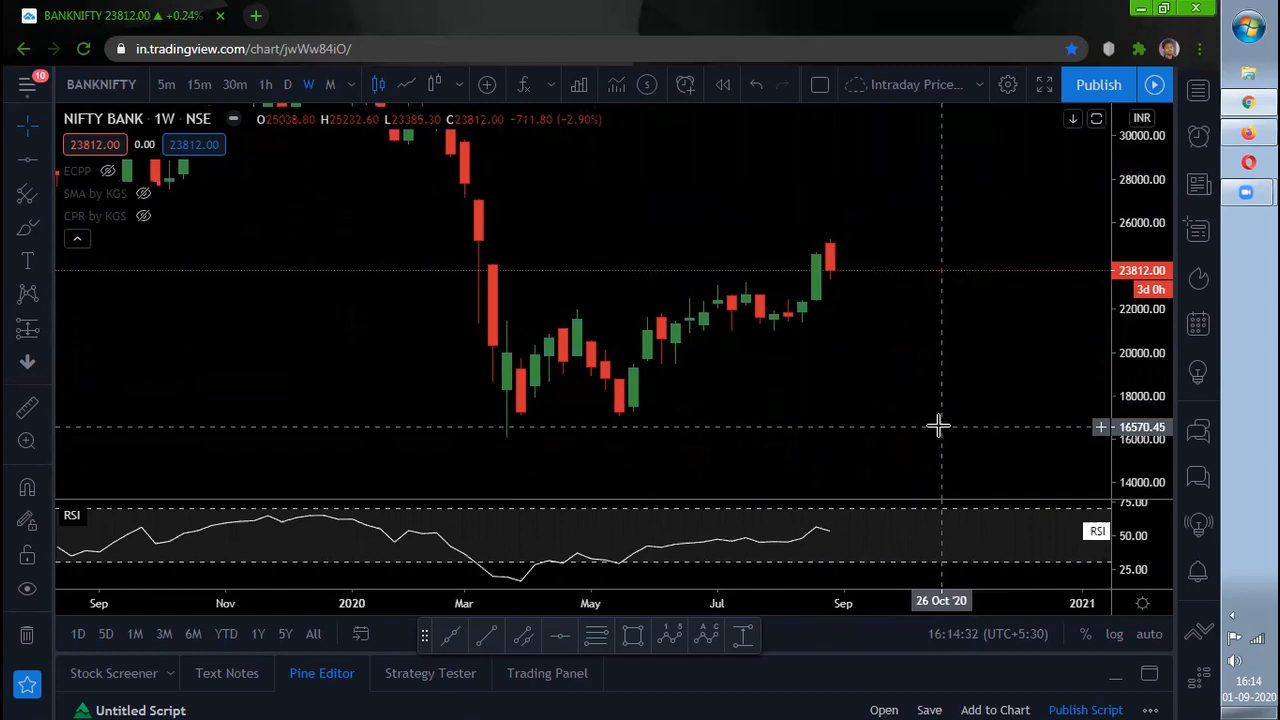 BANKNIFTY 23812.00 ▲ +0.24%
in.tradingview.com/chart/jwWw84iO/
10
BANKNIFTY 5m 15m 30m 1h D W M Intraday Price... Publish
NIFTY BANK · 1W · NSE O25038.80 H25232.60 L23385.30 C23812.00 -711.80 (-2.90%)
INR
23812.00 0.00 23812.00
ECPP
SMA by KGS
CPR by KGS
30000.00
28000.00
26000.00
23812.00
3d 0h
22000.00
20000.00
18000.00
16570.45
16000.00
14000.00
75.00
RSI
RSI
50.00
25.00
Sep Nov 2020 Mar May Jul Sep 26 Oct '20 2021
1D 5D 1M 3M 6M YTD 1Y 5Y All 16:14:32 (UTC+5:30) % log auto
Stock Screener Text Notes Pine Editor Strategy Tester Trading Panel
Untitled Script Open Save Add to Chart Publish Script
16:14
01-09-2020